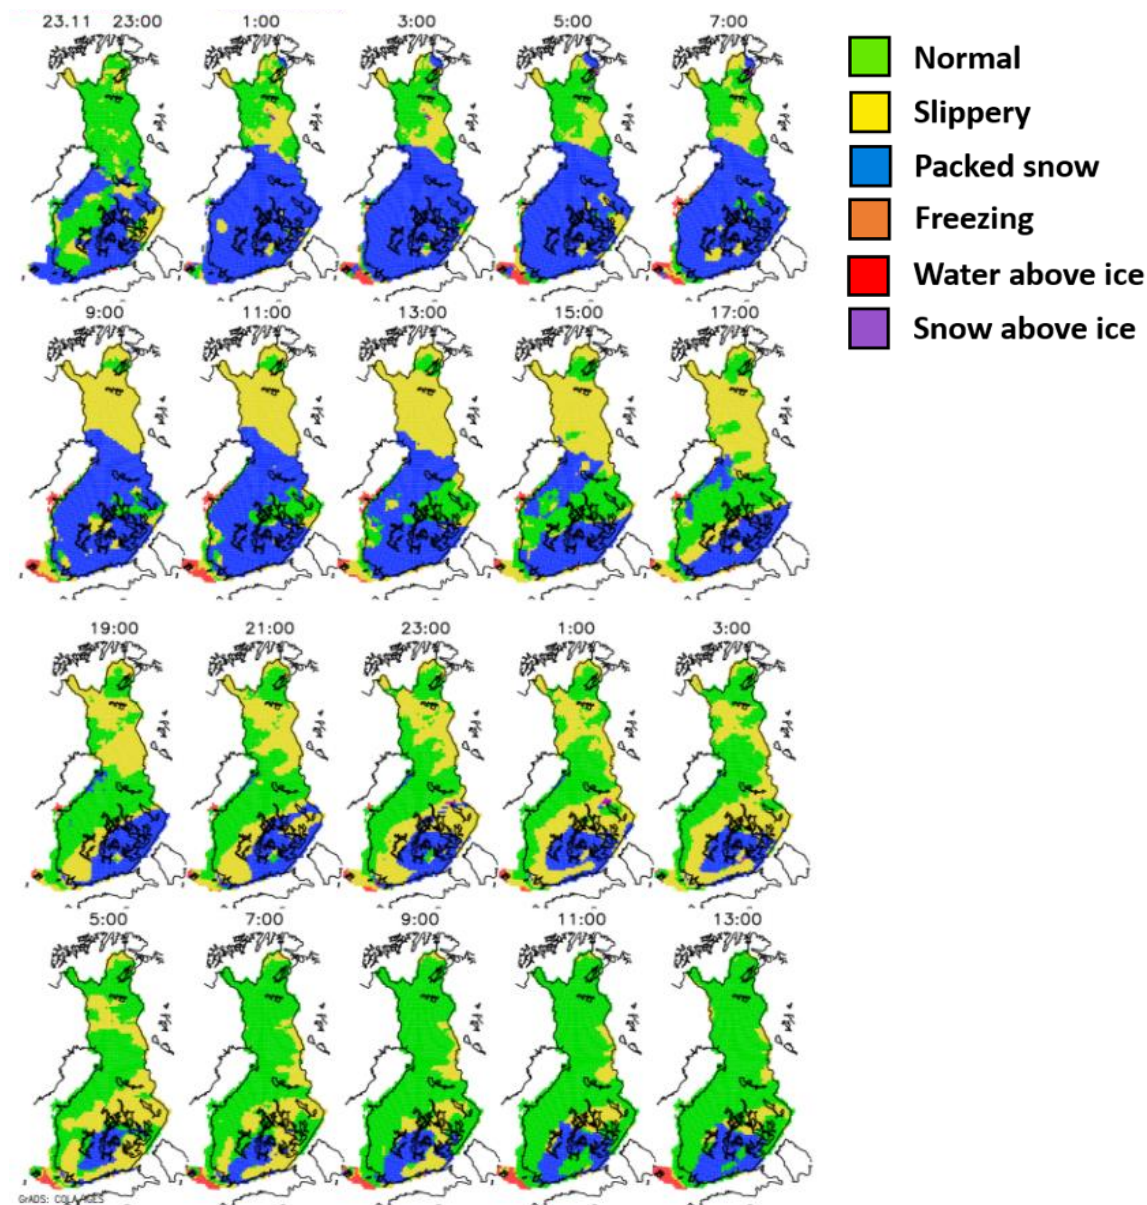 23.11 23:00 1:00 3:00 5:00 7:00
Normal
Slippery
Packed snow
Freezing
Water above ice
Snow above ice
9:00 11:00 13:00 15:00 17:00
19:00 21:00 23:00 1:00 3:00
5:00 7:00 9:00 11:00 13:00
GrADS: COLA/IGES